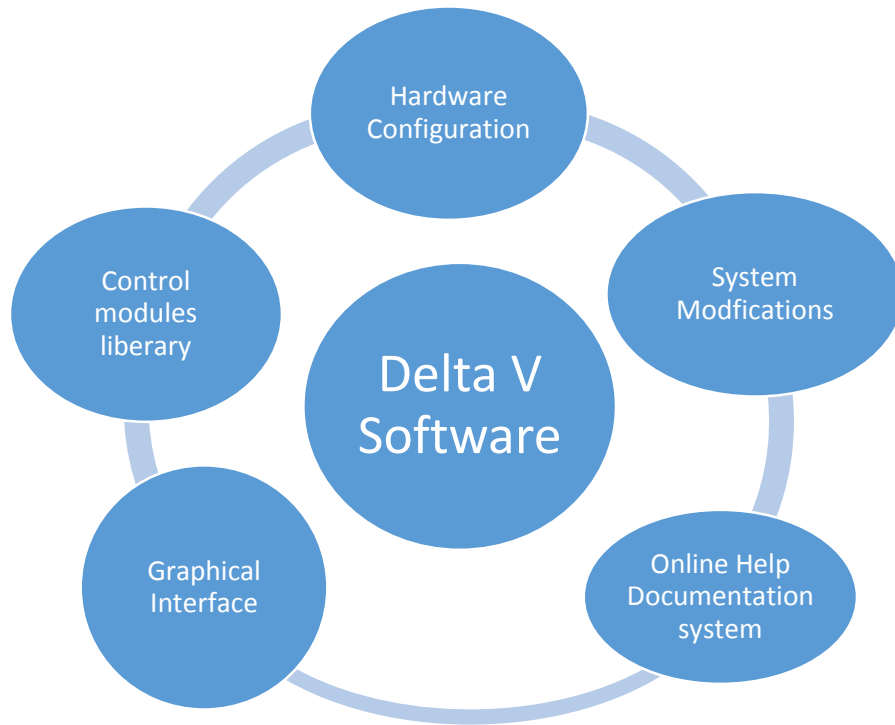 Hardware
Configuration
System
Modfications
Online Help
Documentation
system
Graphical
Interface
Control
modules
liberary
Delta V
Software